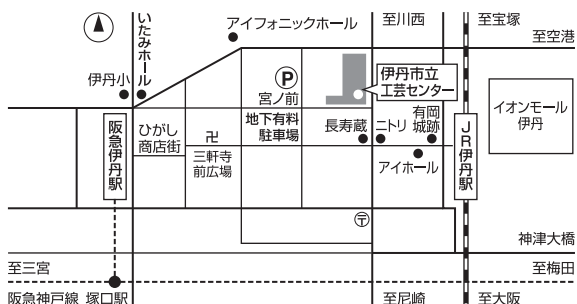 アイフォニックホール
至川西
至宝塚
至空港
いたみホール
伊丹小
P
宮ノ前
地下有料
駐車場
伊丹市立
工芸センター
イオンモール
伊丹
阪急伊丹駅
ひがし
商店街
卍
三軒寺
前広場
長寿蔵
ニトリ
有岡
城跡
アイホール
JR伊丹駅
〒
神津大橋
至三宮
至梅田
阪急神戸線
塚口駅
至尼崎
至大阪